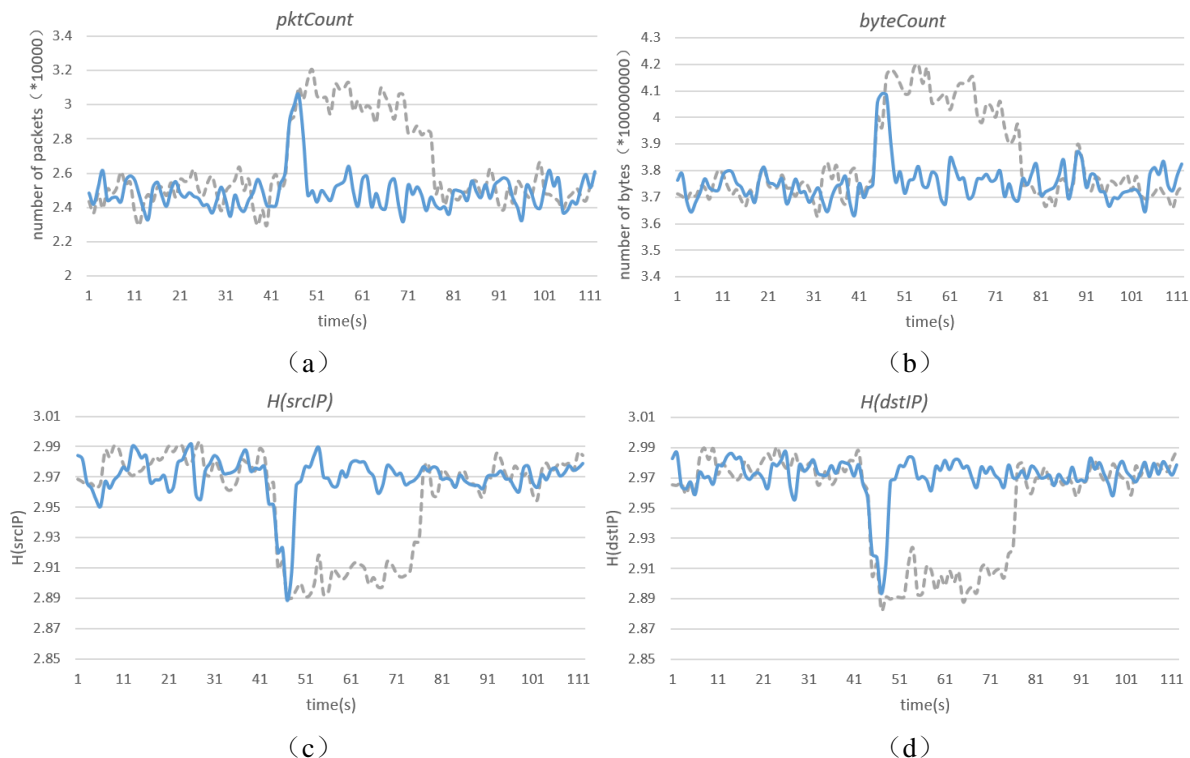 pktCount
number of packets（*10000）
3.4
3.2
3
2.8
2.6
2.4
2.2
2
1 11 21 31 41 51 61 71 81 91 101 111
time(s)
（a）
byteCount
number of bytes（*1000000000）
4.3
4.2
4.1
4
3.9
3.8
3.7
3.6
3.5
3.4
1 11 21 31 41 51 61 71 81 91 101 111
time(s)
（b）
H(srcIP)
H(srcIP)
3.01
2.99
2.97
2.95
2.93
2.91
2.89
2.87
2.85
1 11 21 31 41 51 61 71 81 91 101 111
time(s)
（c）
H(dstIP)
H(dstIP)
3.01
2.99
2.97
2.95
2.93
2.91
2.89
2.87
2.85
1 11 21 31 41 51 61 71 81 91 101 111
time(s)
（d）